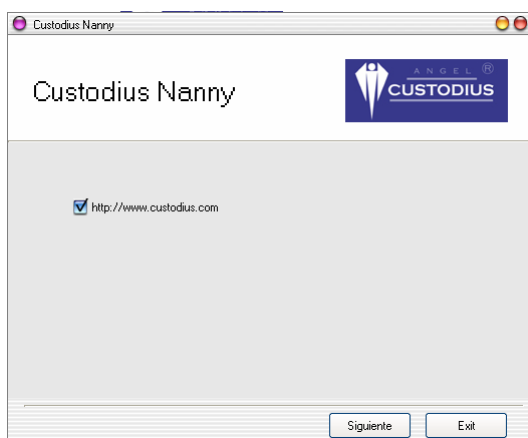 Custodius Nanny
Custodius Nanny
ANGEL ®
CUSTODIUS
http://www.custodius.com
Siguiente
Exit